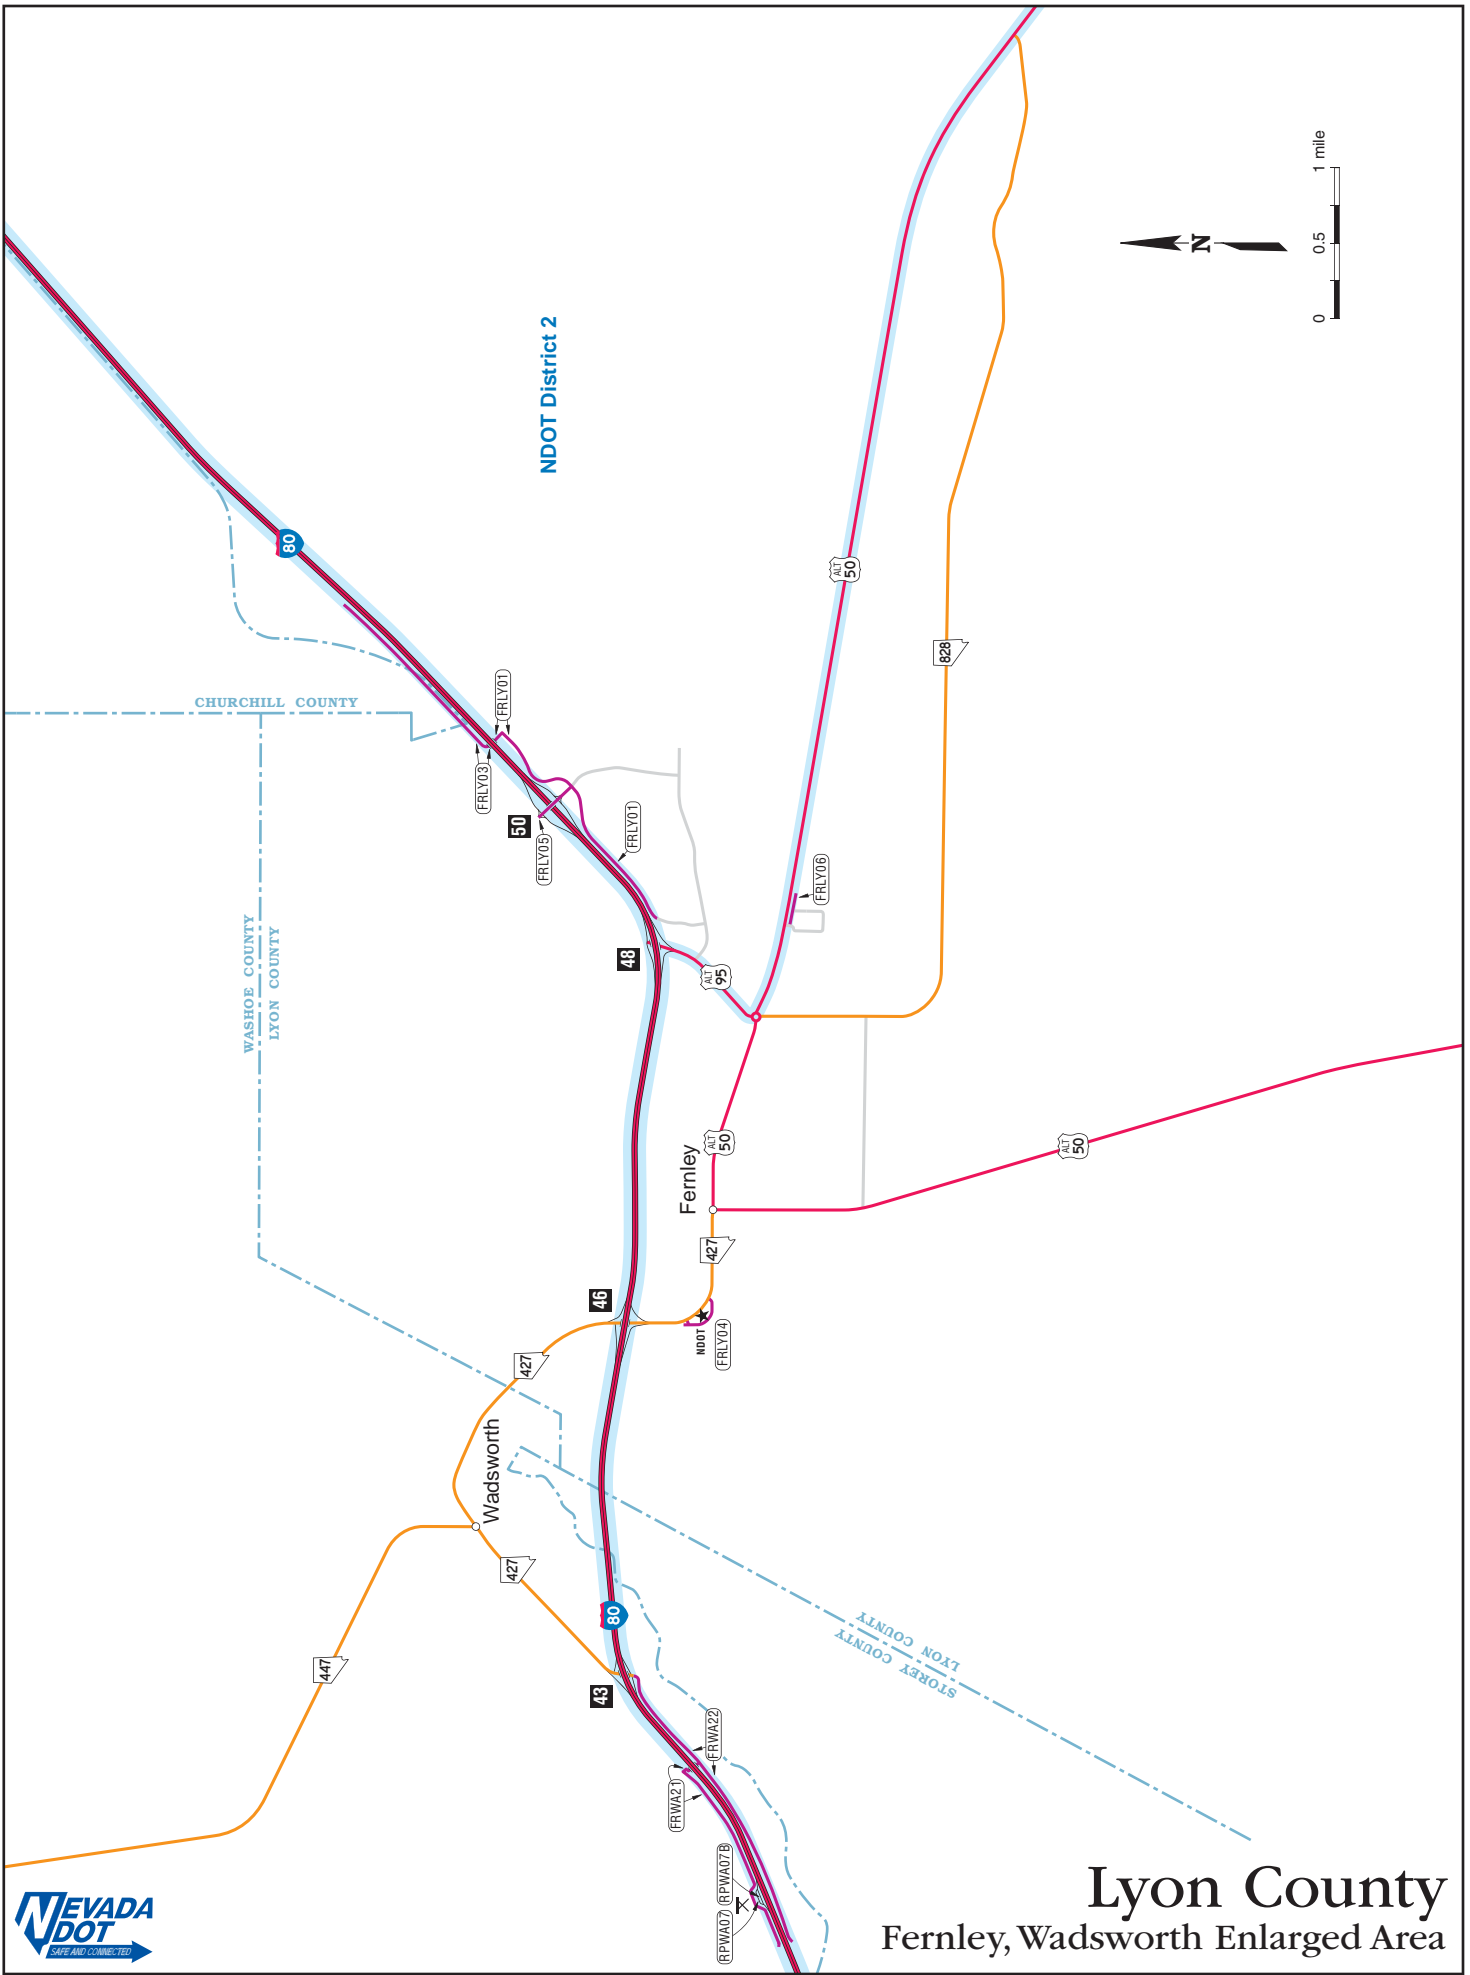 NDOT District 2
N
0 0.5 1 mile
80
CHURCHILL COUNTY
FRLY01
FRLY03
50
FRLY05
FRLY01
ALT
50
828
FRLY06
WASHOE COUNTY
LYON COUNTY
48
ALT
95
Fernley
ALT
50
ALT
50
427
46
NDOT
FRLY04
427
Wadsworth
427
80
447
43
LYON COUNTY
STOREY COUNTY
FRWA22
FRWA21
RPWA07B
RPWA07
NEVADA
DOT
SAFE AND CONNECTED
Lyon County
Fernley, Wadsworth Enlarged Area